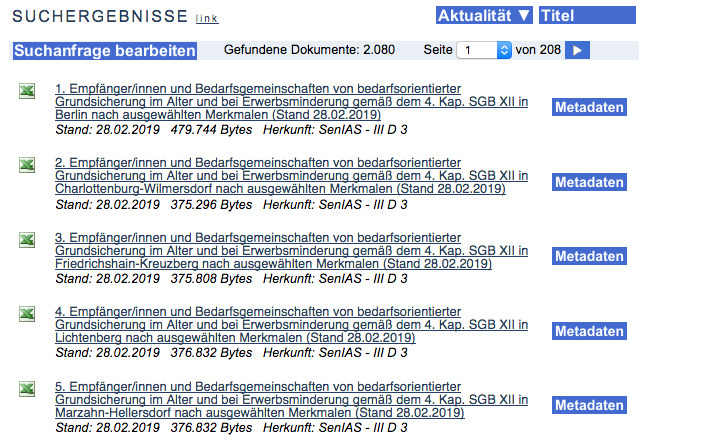 SUCHERGEBNISSE link
Aktualität ▼ Titel
Suchanfrage bearbeiten Gefundene Dokumente: 2.080 Seite 1 von 208
1. Empfänger/innen und Bedarfsgemeinschaften von bedarfsorientierter
Grundsicherung im Alter und bei Erwerbsminderung gemäß dem 4. Kap. SGB XII in
Berlin nach ausgewählten Merkmalen (Stand 28.02.2019)
Stand: 28.02.2019 479.744 Bytes Herkunft: SenIAS - III D 3
Metadaten
2. Empfänger/innen und Bedarfsgemeinschaften von bedarfsorientierter
Grundsicherung im Alter und bei Erwerbsminderung gemäß dem 4. Kap. SGB XII in
Charlottenburg-Wilmersdorf nach ausgewählten Merkmalen (Stand 28.02.2019)
Stand: 28.02.2019 375.296 Bytes Herkunft: SenIAS - III D 3
Metadaten
3. Empfänger/innen und Bedarfsgemeinschaften von bedarfsorientierter
Grundsicherung im Alter und bei Erwerbsminderung gemäß dem 4. Kap. SGB XII in
Friedrichshain-Kreuzberg nach ausgewählten Merkmalen (Stand 28.02.2019)
Stand: 28.02.2019 375.808 Bytes Herkunft: SenIAS - III D 3
Metadaten
4. Empfänger/innen und Bedarfsgemeinschaften von bedarfsorientierter
Grundsicherung im Alter und bei Erwerbsminderung gemäß dem 4. Kap. SGB XII in
Lichtenberg nach ausgewählten Merkmalen (Stand 28.02.2019)
Stand: 28.02.2019 376.832 Bytes Herkunft: SenIAS - III D 3
Metadaten
5. Empfänger/innen und Bedarfsgemeinschaften von bedarfsorientierter
Grundsicherung im Alter und bei Erwerbsminderung gemäß dem 4. Kap. SGB XII in
Marzahn-Hellersdorf nach ausgewählten Merkmalen (Stand 28.02.2019)
Stand: 28.02.2019 376.832 Bytes Herkunft: SenIAS - III D 3
Metadaten